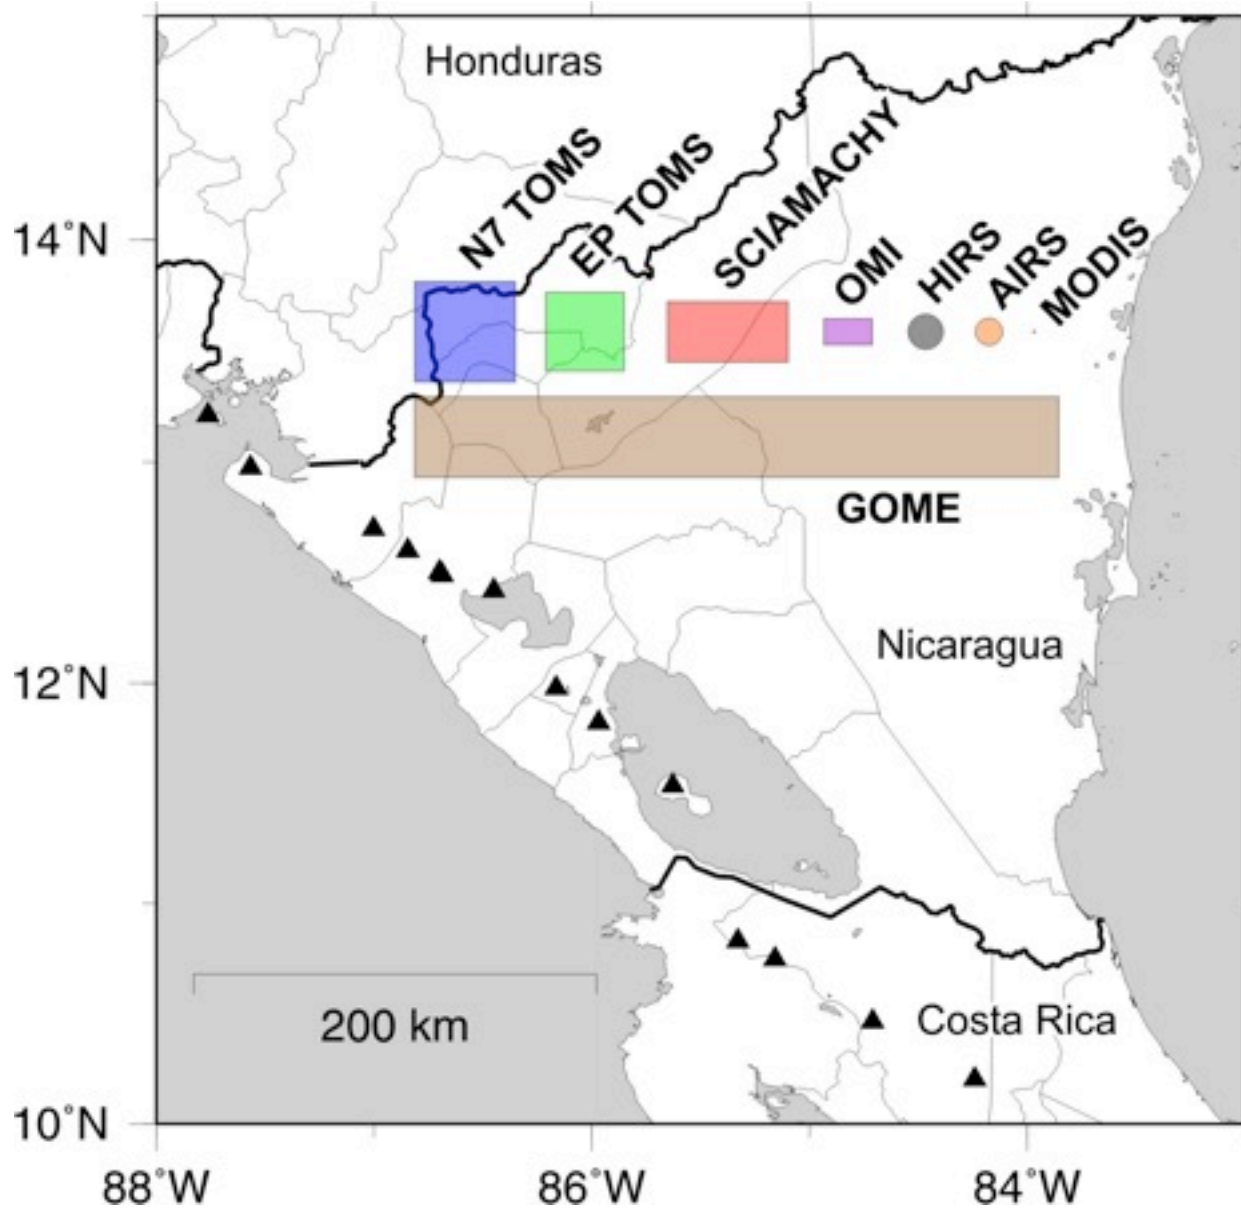 Honduras
N7 TOMS
EP TOMS
SCIAMACHY
OMI
HIRS
AIRS
MODIS
14°N
GOME
Nicaragua
12°N
200 km
Costa Rica
10°N
88°W
86°W
84°W